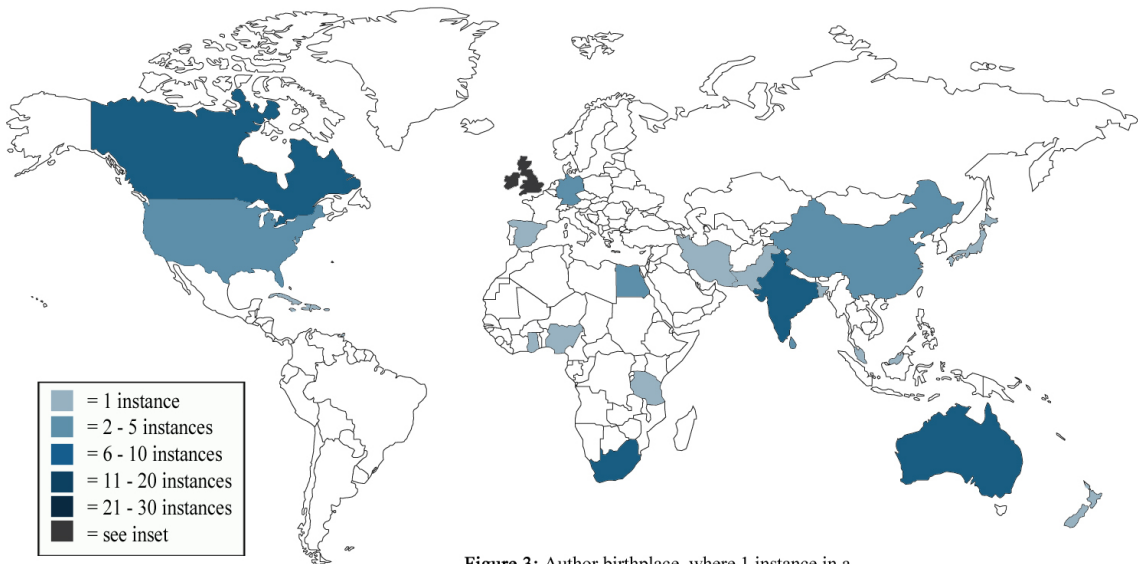 = 1 instance
= 2 - 5 instances
= 6 - 10 instances
= 11 - 20 instances
= 21 - 30 instances
= see inset
Figure 3: Author birthplace, where 1 instance in a